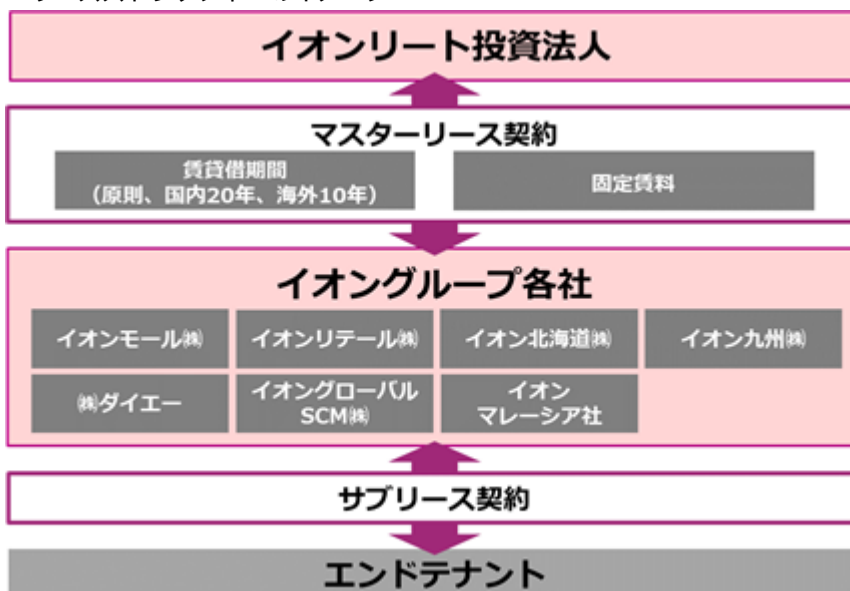 イオンリート投資法人
マスターリース契約
賃貸借期間
（原則、国内20年、海外10年）
固定賃料
イオングループ各社
イオンモール㈱
イオンリテール㈱
イオン北海道㈱
イオン九州㈱
㈱ダイエー
イオングローバル
SCM㈱
イオン
マレーシア社
サブリース契約
エンドテナント